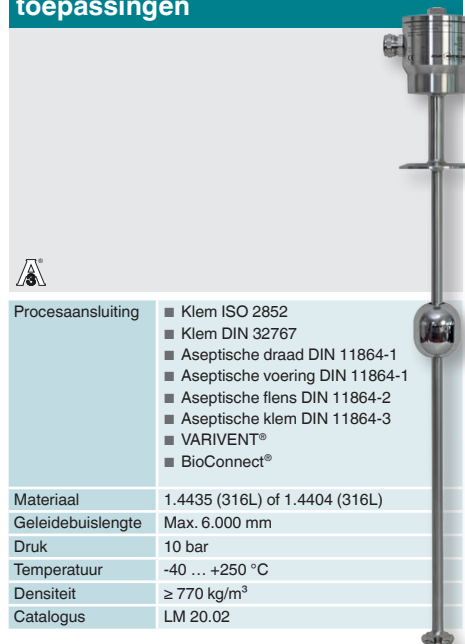 toepassingen
A
3
Procesaansluiting
■ Klem ISO 2852
■ Klem DIN 32767
■ Aseptische draad DIN 11864-1
■ Aseptische voering DIN 11864-1
■ Aseptische flens DIN 11864-2
■ Aseptische klem DIN 11864-3
■ VARIVENT®
■ BioConnect®
Materiaal 1.4435 (316L) of 1.4404 (316L)
Geleidebuislengte Max. 6.000 mm
Druk 10 bar
Temperatuur -40 … +250 °C
Densiteit ≥ 770 kg/m³
Catalogus LM 20.02